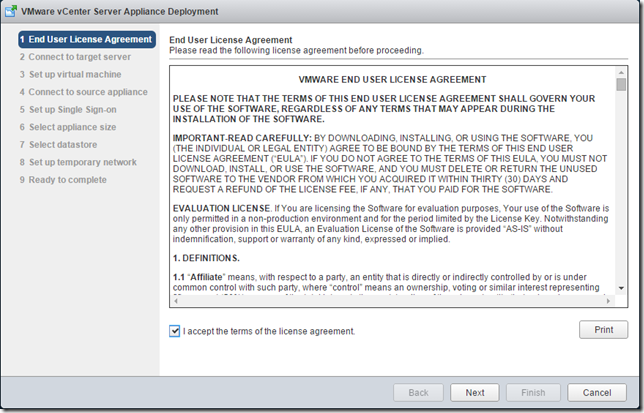 VMware vCenter Server Appliance Deployment
1 End User License Agreement
2 Connect to target server
3 Set up virtual machine
4 Connect to source appliance
5 Set up Single Sign-on
6 Select appliance size
7 Select datastore
8 Set up temporary network
9 Ready to complete
End User License Agreement
Please read the following license agreement before proceeding.
VMWARE END USER LICENSE AGREEMENT
PLEASE NOTE THAT THE TERMS OF THIS END USER LICENSE AGREEMENT SHALL GOVERN YOUR
USE OF THE SOFTWARE, REGARDLESS OF ANY TERMS THAT MAY APPEAR DURING THE
INSTALLATION OF THE SOFTWARE.
IMPORTANT-READ CAREFULLY: BY DOWNLOADING, INSTALLING, OR USING THE SOFTWARE, YOU
(THE INDIVIDUAL OR LEGAL ENTITY) AGREE TO BE BOUND BY THE TERMS OF THIS END USER
LICENSE AGREEMENT ("EULA"). IF YOU DO NOT AGREE TO THE TERMS OF THIS EULA, YOU MUST NOT
DOWNLOAD, INSTALL, OR USE THE SOFTWARE, AND YOU MUST DELETE OR RETURN THE UNUSED
SOFTWARE TO THE VENDOR FROM WHICH YOU ACQUIRED IT WITHIN THIRTY (30) DAYS AND
REQUEST A REFUND OF THE LICENSE FEE, IF ANY, THAT YOU PAID FOR THE SOFTWARE.
EVALUATION LICENSE. If You are licensing the Software for evaluation purposes, Your use of the Software is
only permitted in a non-production environment and for the period limited by the License Key. Notwithstanding
any other provision in this EULA, an Evaluation License of the Software is provided "AS-IS" without
indemnification, support or warranty of any kind, expressed or implied.
1. DEFINITIONS.
1.1 "Affiliate" means, with respect to a party, an entity that is directly or indirectly controlled by or is under
common control with such party, where "control" means an ownership, voting or similar interest representing
I accept the terms of the license agreement.
Print
Back
Next
Finish
Cancel